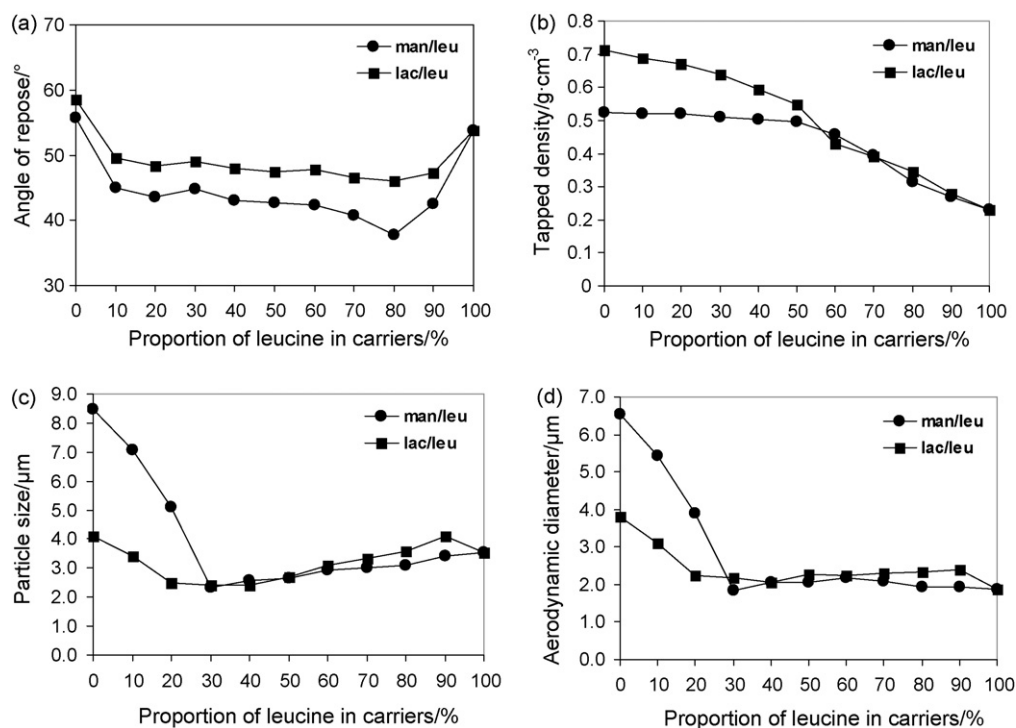 (a)
70
60
50
40
30
Angle of repose/°
man/leu
lac/leu
0 10 20 30 40 50 60 70 80 90 100
Proportion of leucine in carriers/%
(b)
0.8
0.7
0.6
0.5
0.4
0.3
0.2
0.1
0
Tapped density/g·cm⁻³
man/leu
lac/leu
0 10 20 30 40 50 60 70 80 90 100
Proportion of leucine in carriers/%
(c)
9.0
8.0
7.0
6.0
5.0
4.0
3.0
2.0
1.0
0.0
Particle size/µm
man/leu
lac/leu
0 10 20 30 40 50 60 70 80 90 100
Proportion of leucine in carriers/%
(d)
7.0
6.0
5.0
4.0
3.0
2.0
1.0
0.0
Aerodynamic diameter/µm
man/leu
lac/leu
0 10 20 30 40 50 60 70 80 90 100
Proportion of leucine in carriers/%